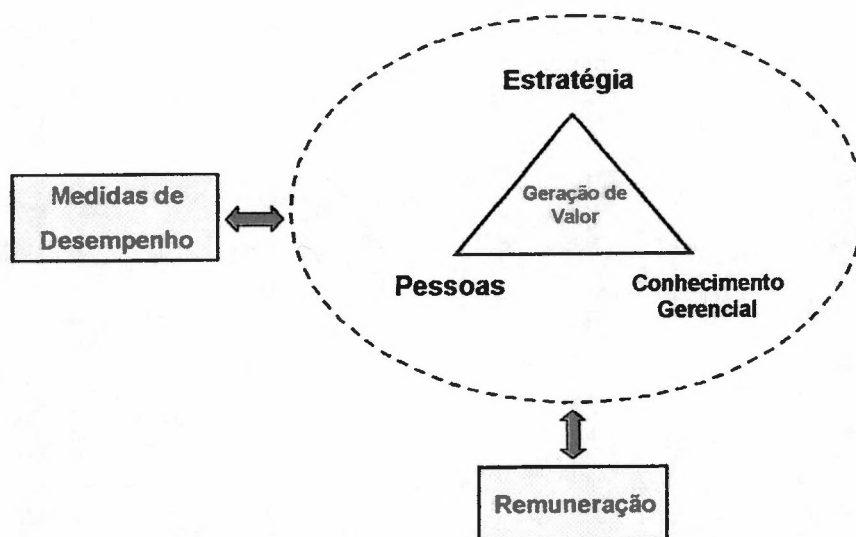 Estratégia
Medidas de
Desempenho
Geração de
Valor
Pessoas
Conhecimento
Gerencial
Remuneração